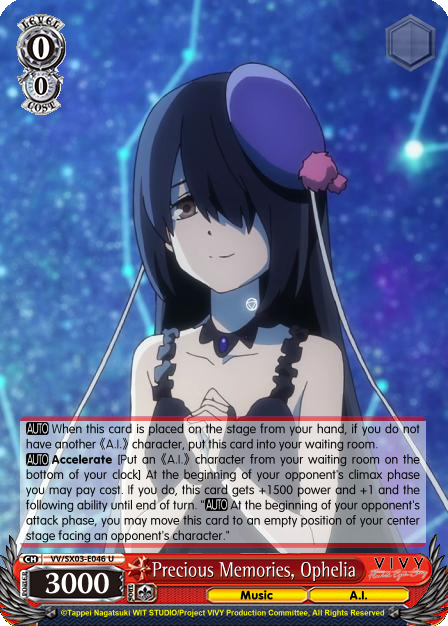 LEVEL
0
0
COST
AUTO When this card is placed on the stage from your hand, if you do not
have another 《A.I.》 character, put this card into your waiting room.
AUTO Accelerate [Put an 《A.I.》 character from your waiting room on the
bottom of your clock] At the beginning of your opponent's climax phase
you may pay cost. If you do, this card gets +1500 power and +1 and the
following ability until end of turn. "AUTO At the beginning of your opponent's
attack phase, you may move this card to an empty position of your center
stage facing an opponent's character."
CH VV/SX03-E046 U
POWER 3000 SOUL
Precious Memories, Ophelia
VIVY
Music A.I.
©Tappei Nagatsuki WIT STUDIO/Project VIVY Production Committee, All Rights Reserved